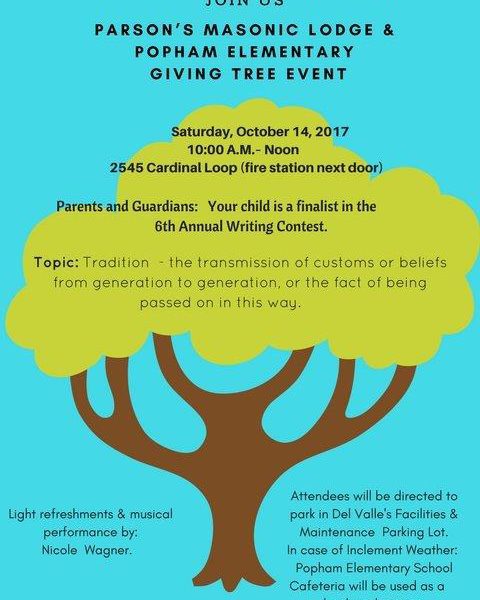 JOIN US
PARSON'S MASONIC LODGE &
POPHAM ELEMENTARY
GIVING TREE EVENT
Saturday, October 14, 2017
10:00 A.M.- Noon
2545 Cardinal Loop (fire station next door)
Parents and Guardians: Your child is a finalist in the
6th Annual Writing Contest.
Topic: Tradition - the transmission of customs or beliefs
from generation to generation, or the fact of being
passed on in this way.
Light refreshments & musical
performance by:
Nicole Wagner.
Attendees will be directed to
park in Del Valle's Facilities &
Maintenance Parking Lot.
In case of Inclement Weather:
Popham Elementary School
Cafeteria will be used as a